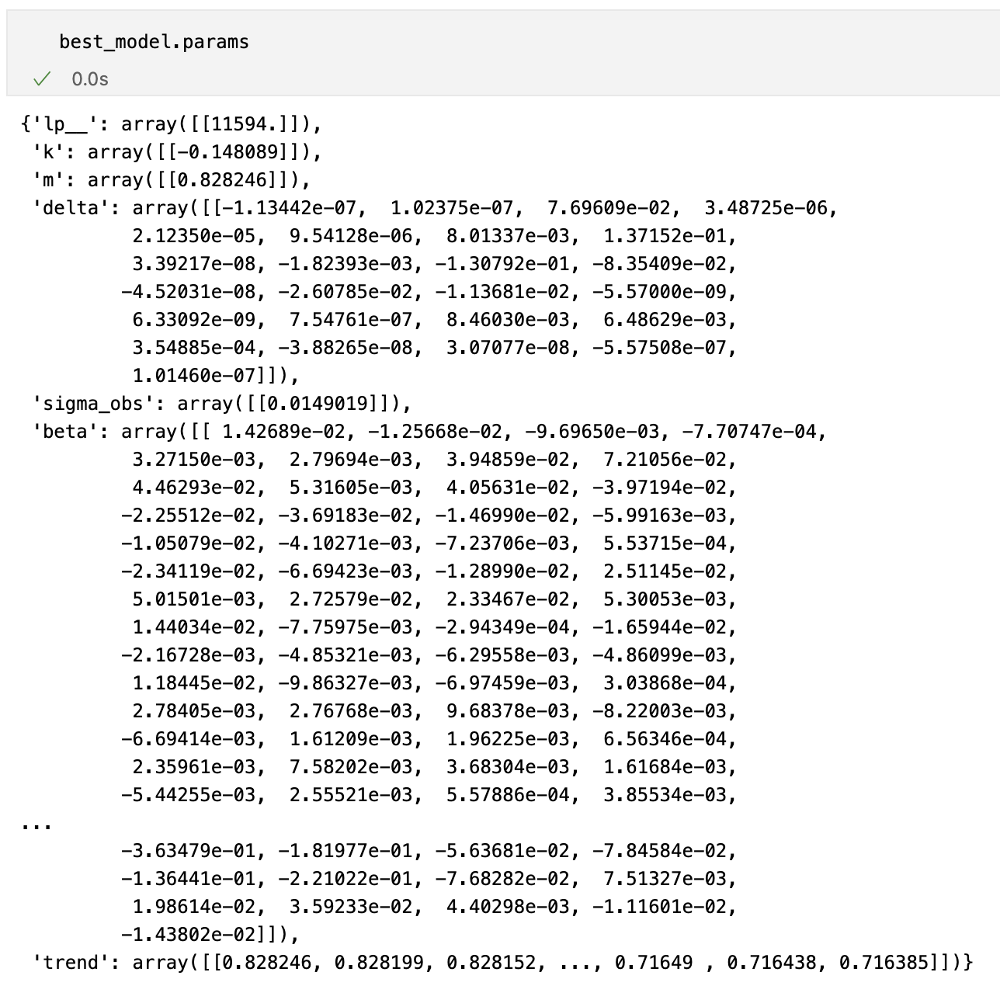 best_model.params
0.0s
{'lp__': array([[11594.]]),
 'k': array([[-0.148089]]),
 'm': array([[0.828246]]),
 'delta': array([[-1.13442e-07,  1.02375e-07,  7.69609e-02,  3.48725e-06,
          2.12350e-05,  9.54128e-06,  8.01337e-03,  1.37152e-01,
          3.39217e-08, -1.82393e-03, -1.30792e-01, -8.35409e-02,
         -4.52031e-08, -2.60785e-02, -1.13681e-02, -5.57000e-09,
          6.33092e-09,  7.54761e-07,  8.46030e-03,  6.48629e-03,
          3.54885e-04, -3.88265e-08,  3.07077e-08, -5.57508e-07,
          1.01460e-07]]),
 'sigma_obs': array([[0.0149019]]),
 'beta': array([[ 1.42689e-02, -1.25668e-02, -9.69650e-03, -7.70747e-04,
          3.27150e-03,  2.79694e-03,  3.94859e-02,  7.21056e-02,
          4.46293e-02,  5.31605e-03,  4.05631e-02, -3.97194e-02,
         -2.25512e-02, -3.69183e-02, -1.46990e-02, -5.99163e-03,
         -1.05079e-02, -4.10271e-03, -7.23706e-03,  5.53715e-04,
         -2.34119e-02, -6.69423e-03, -1.28990e-02,  2.51145e-02,
          5.01501e-03,  2.72579e-02,  2.33467e-02,  5.30053e-03,
          1.44034e-02, -7.75975e-03, -2.94349e-04, -1.65944e-02,
         -2.16728e-03, -4.85321e-03, -6.29558e-03, -4.86099e-03,
          1.18445e-02, -9.86327e-03, -6.97459e-03,  3.03868e-04,
          2.78405e-03,  2.76768e-03,  9.68378e-03, -8.22003e-03,
         -6.69414e-03,  1.61209e-03,  1.96225e-03,  6.56346e-04,
          2.35961e-03,  7.58202e-03,  3.68304e-03,  1.61684e-03,
         -5.44255e-03,  2.55521e-03,  5.57886e-04,  3.85534e-03,
...
         -3.63479e-01, -1.81977e-01, -5.63681e-02, -7.84584e-02,
         -1.36441e-01, -2.21022e-01, -7.68282e-02,  7.51327e-03,
          1.98614e-02,  3.59233e-02,  4.40298e-03, -1.11601e-02,
         -1.43802e-02]]),
 'trend': array([[0.828246, 0.828199, 0.828152, ..., 0.71649 , 0.716438, 0.716385]])}